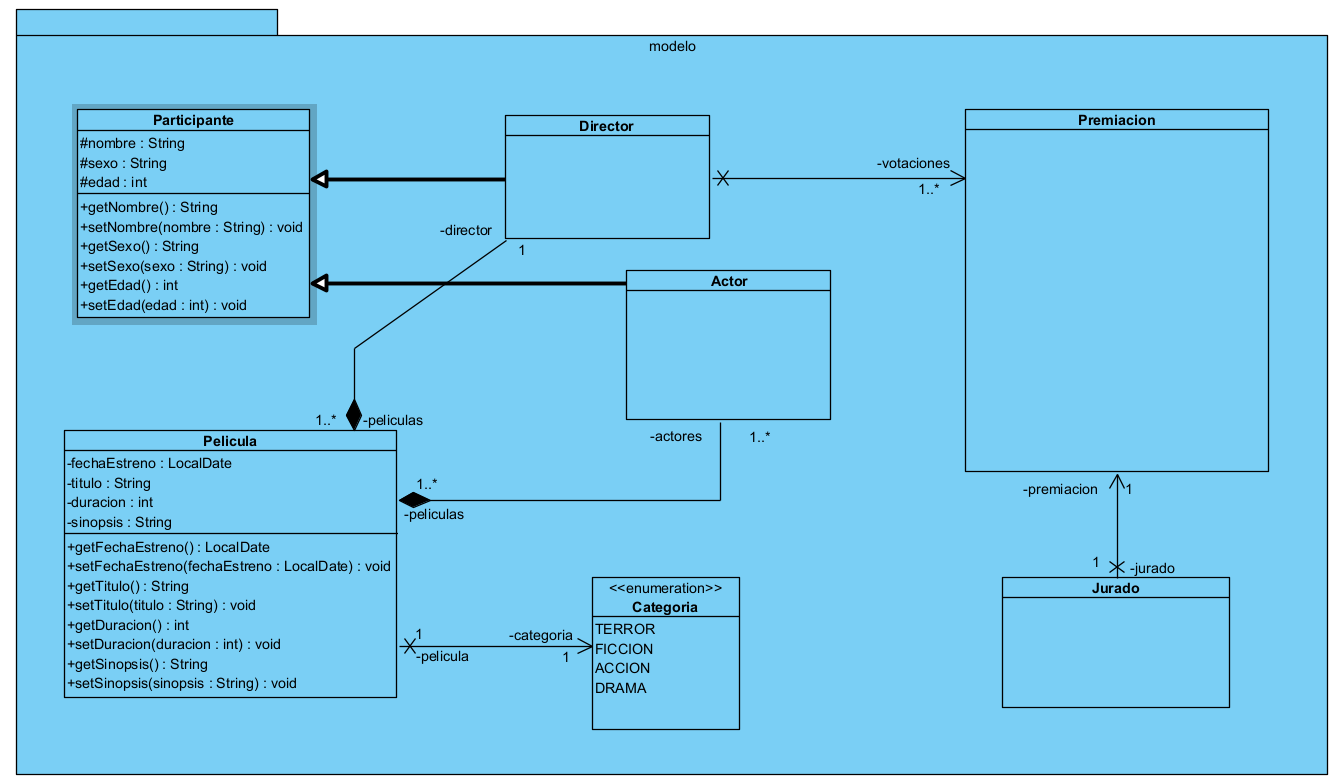 modelo
Participante
#nombre : String
#sexo : String
#edad : int
+getNombre() : String
+setNombre(nombre : String) : void
+getSexo() : String
+setSexo(sexo : String) : void
+getEdad() : int
+setEdad(edad : int) : void
Director
-votaciones
1..*
Premiacion
-director
1
Actor
1..*
-peliculas
Pelicula
-fechaEstreno : LocalDate
-titulo : String
-duracion : int
-sinopsis : String
+getFechaEstreno() : LocalDate
+setFechaEstreno(fechaEstreno : LocalDate) : void
+getTitulo() : String
+setTitulo(titulo : String) : void
+getDuracion() : int
+setDuracion(duracion : int) : void
+getSinopsis() : String
+setSinopsis(sinopsis : String) : void
-actores
1..*
1..*
-peliculas
1
-pelicula
-categoria
1
<<enumeration>>
Categoria
TERROR
FICCION
ACCION
DRAMA
-premiacion
1
1
-jurado
Jurado